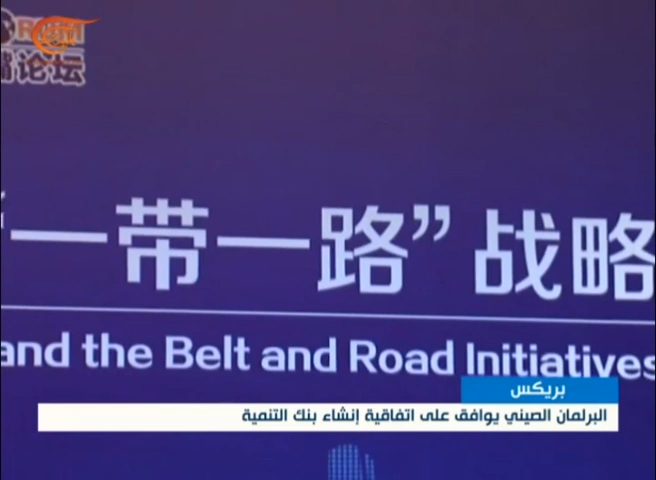 论坛
“一带一路”战略
and the Belt and Road Initiatives
بريكس
البرلمان الصيني يوافق على اتفاقية إنشاء بنك التنمية